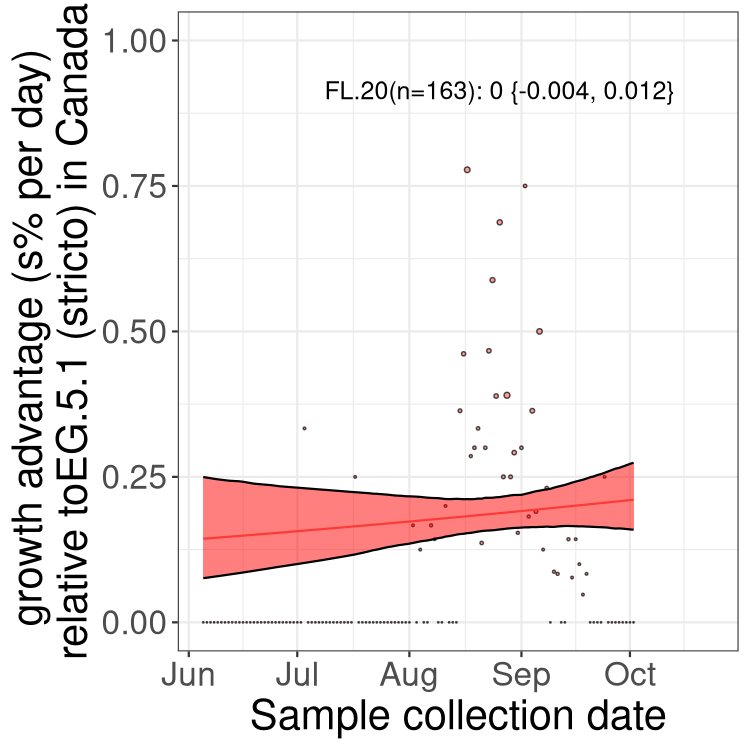 growth advantage (s% per day)
relative toEG.5.1 (stricto) in Canada
1.00
0.75
0.50
0.25
0.00
FL.20(n=163): 0 {-0.004, 0.012}
Jun Jul Aug Sep Oct
Sample collection date